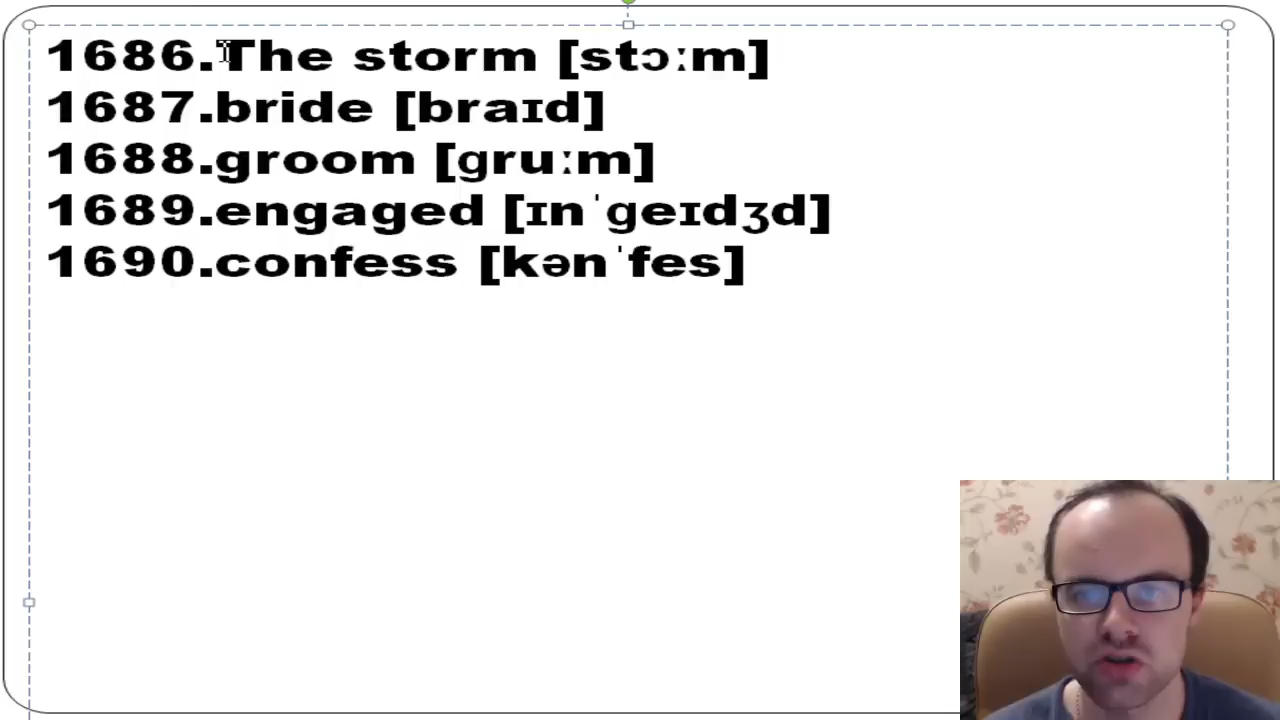 1686.The storm [stɔːm]
1687.bride [braɪd]
1688.groom [gruːm]
1689.engaged [ɪnˈgeɪdʒd]
1690.confess [kənˈfes]